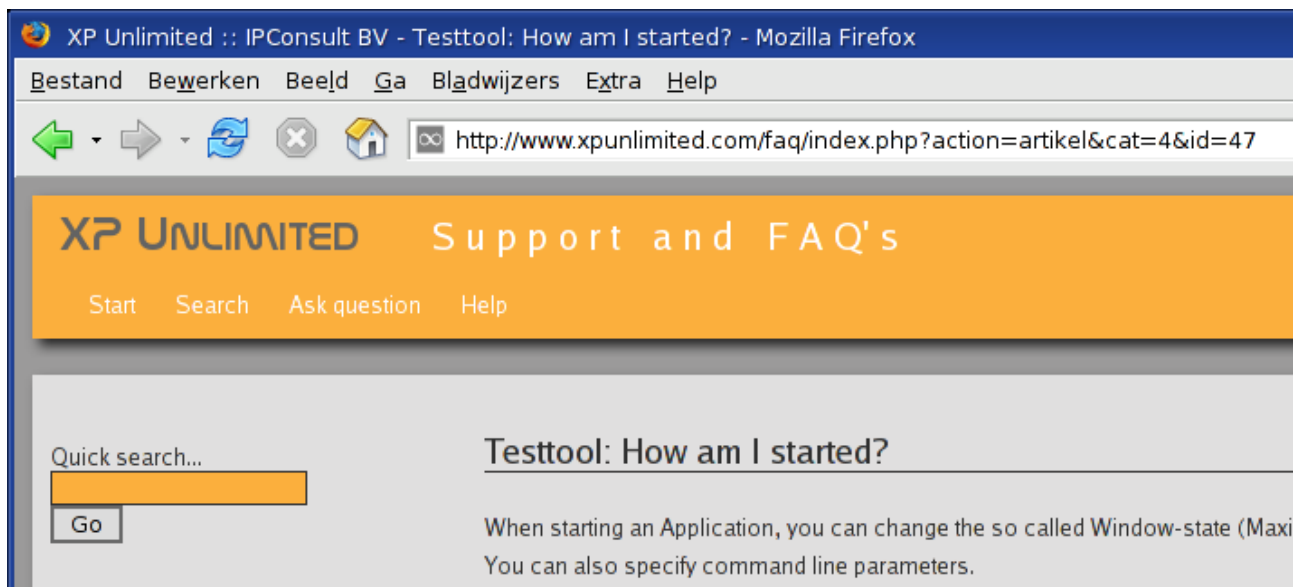 XP Unlimited :: IPConsult BV - Testtool: How am I started? - Mozilla Firefox
Bestand Bewerken Beeld Ga Bladwijzers Extra Help
http://www.xpunlimited.com/faq/index.php?action=artikel&cat=4&id=47
XP UNLIMITED Support and FAQ's
Start Search Ask question Help
Quick search...
Go
Testtool: How am I started?
When starting an Application, you can change the so called Window-state (Maxi
You can also specify command line parameters.